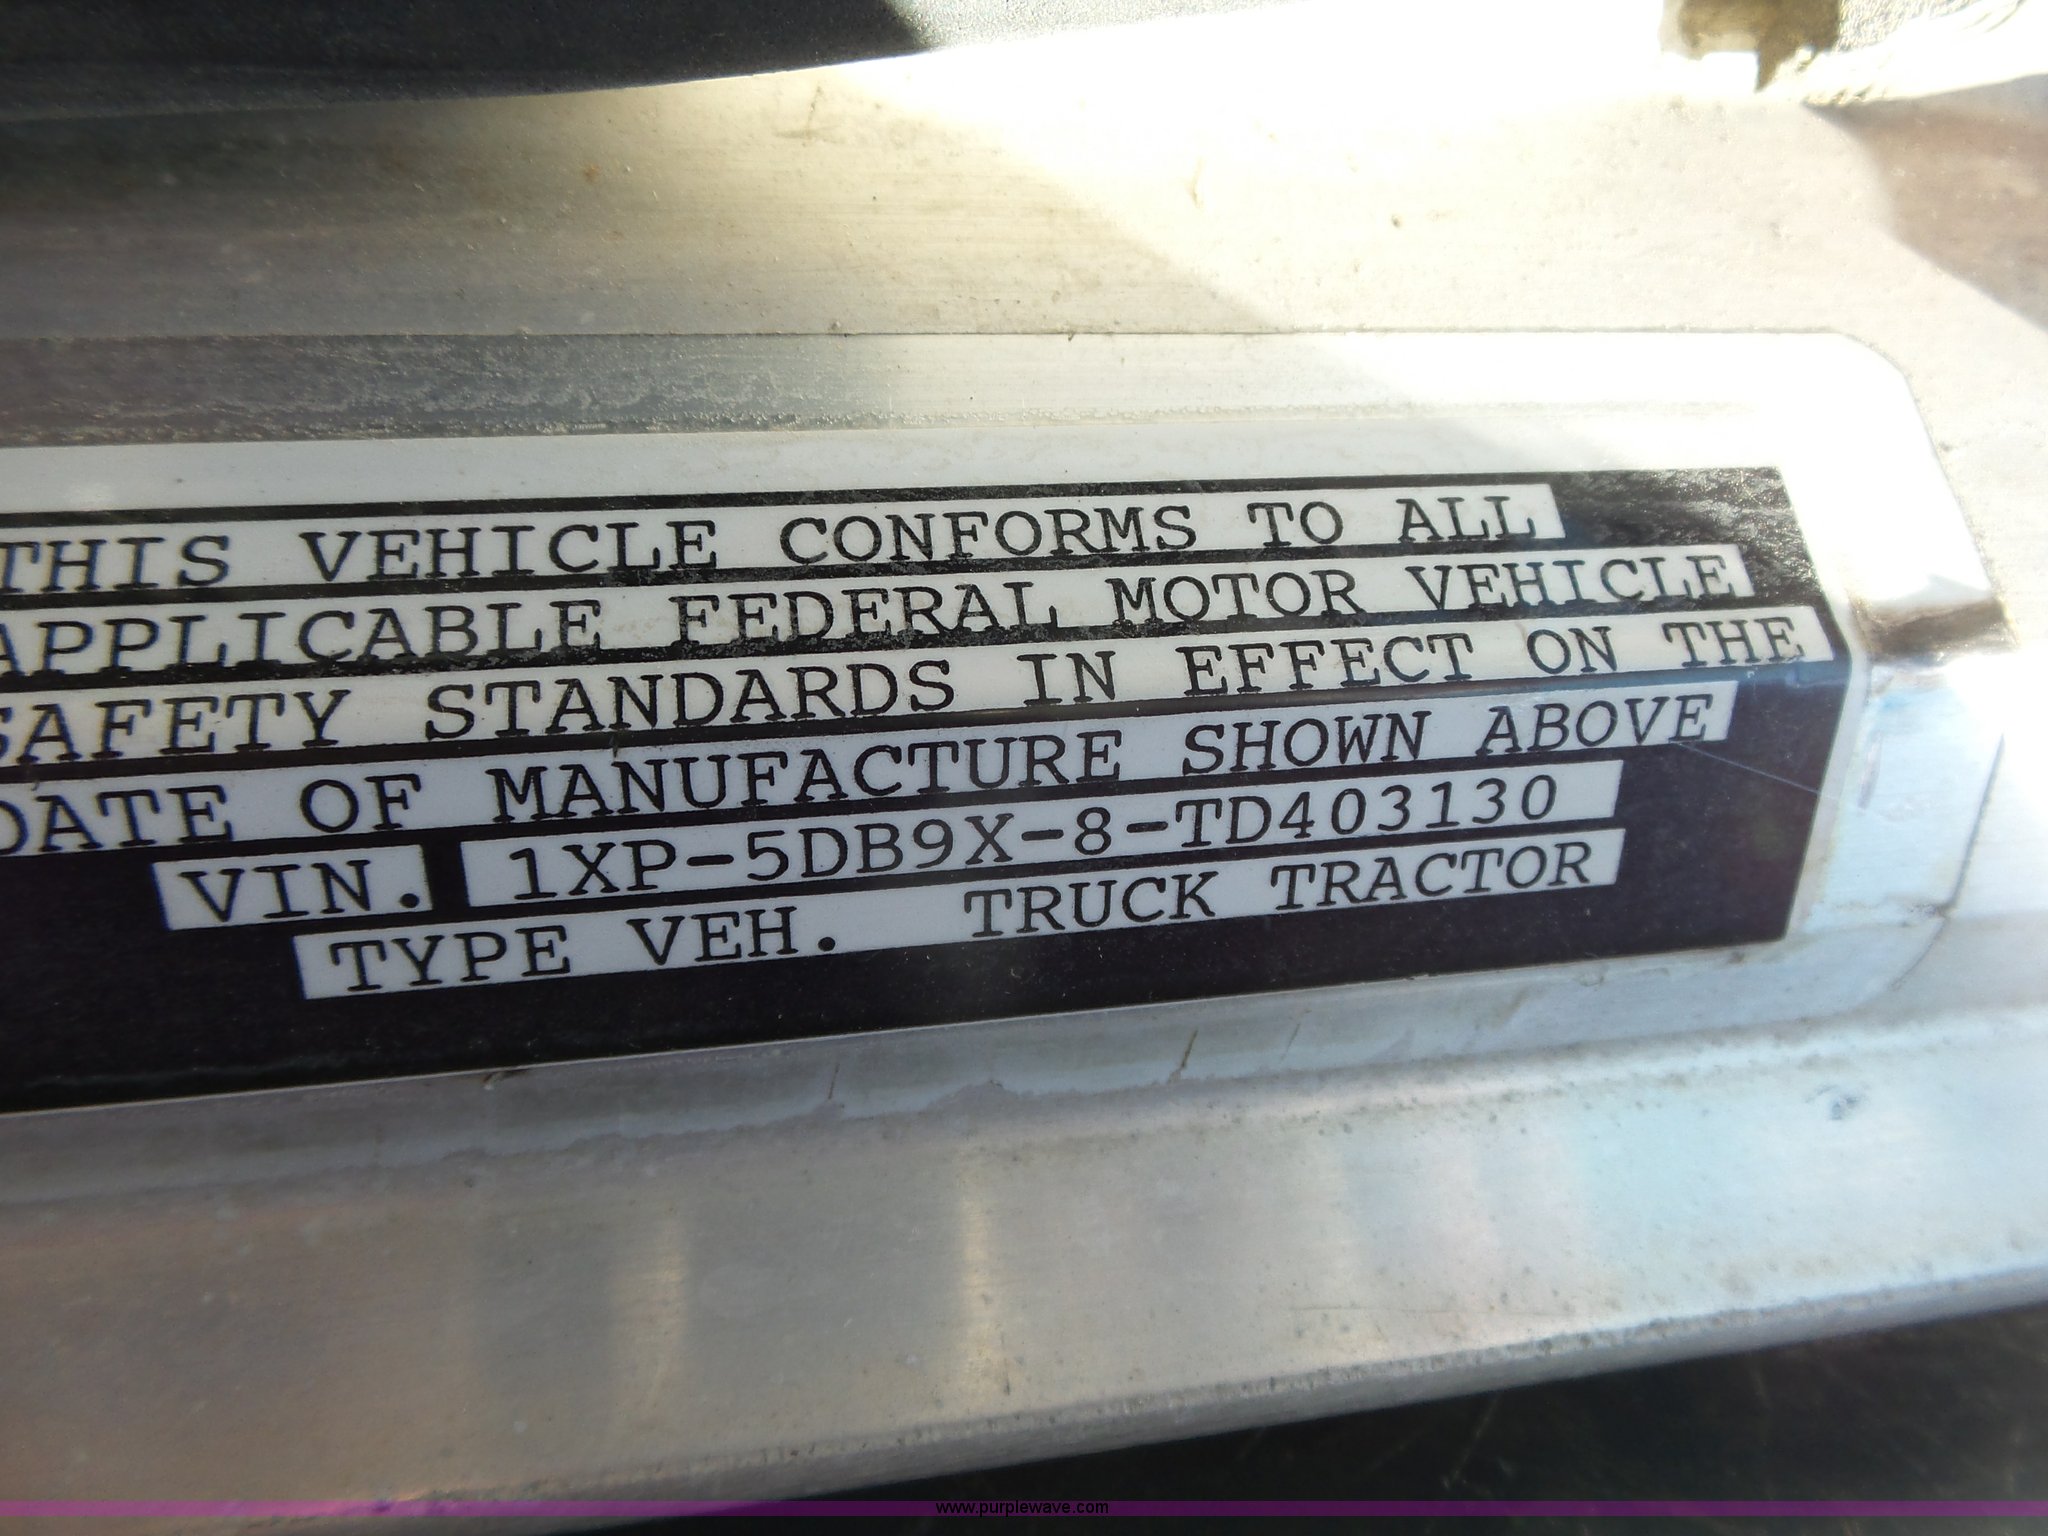 THIS VEHICLE CONFORMS TO ALL
APPLICABLE FEDERAL MOTOR VEHICLE
SAFETY STANDARDS IN EFFECT ON THE
DATE OF MANUFACTURE SHOWN ABOVE
VIN. 1XP-5DB9X-8-TD403130
TYPE VEH. TRUCK TRACTOR
www.purplewave.com